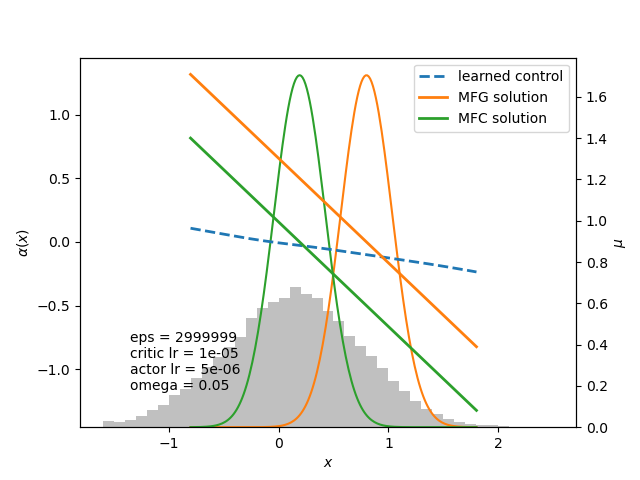 learned control
MFG solution
MFC solution
1.0
0.5
0.0
−0.5
−1.0
α(x)
1.6
1.4
1.2
1.0
0.8
0.6
0.4
0.2
0.0
μ
eps = 2999999
critic lr = 1e-05
actor lr = 5e-06
omega = 0.05
−1
0
1
2
x